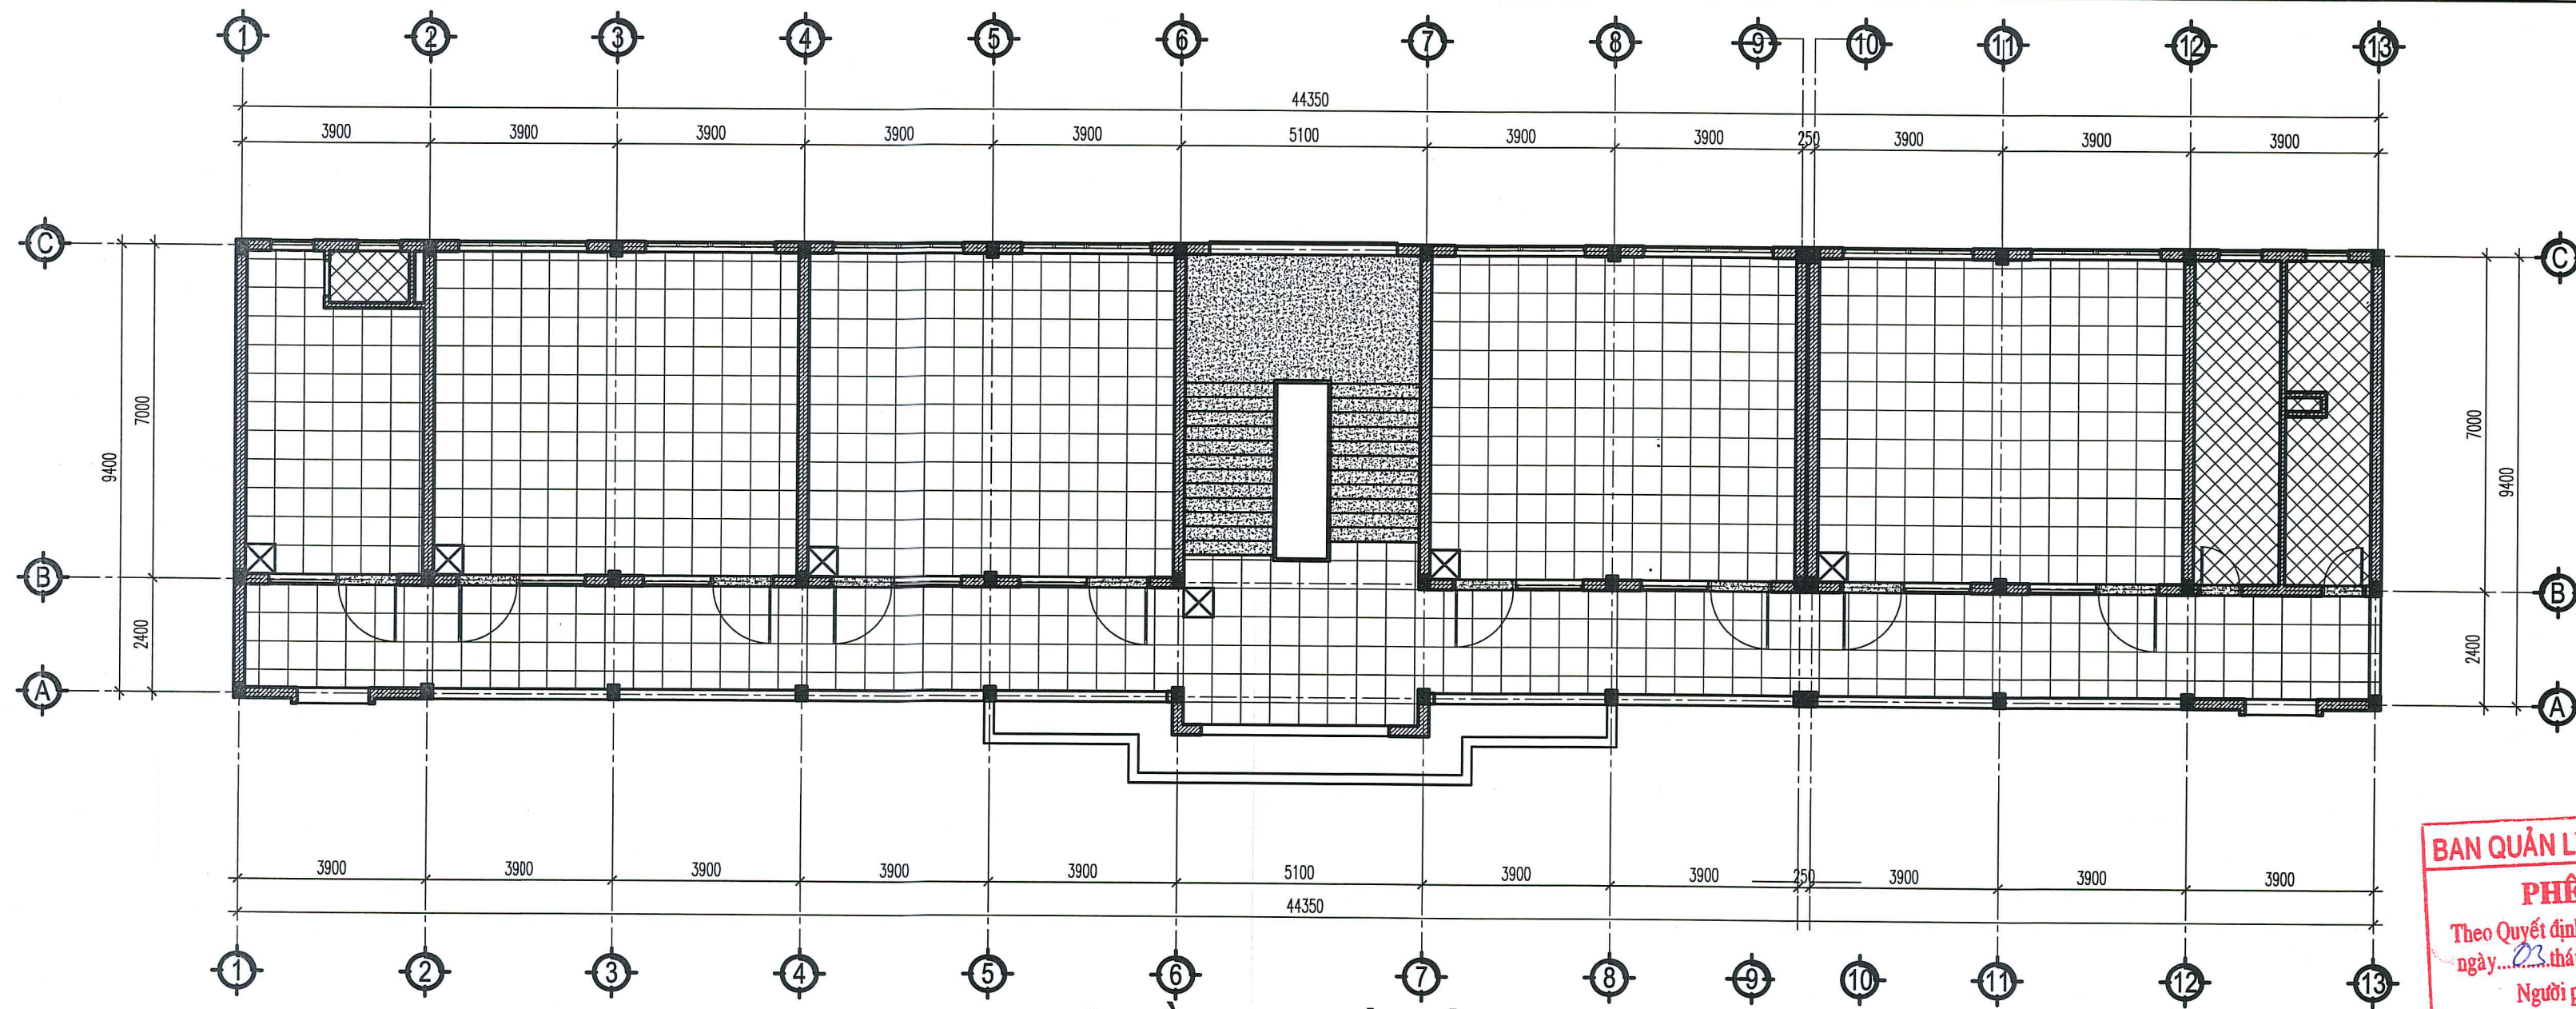 1 2 3 4 5 6 7 8 9 10 11 12 13
44350
3900 3900 3900 3900 3900 5100 3900 3900 250 3900 3900 3900
C C
7000 7000
9400 9400
B B
2400 2400
A A
3900 3900 3900 3900 3900 5100 3900 3900 250 3900 3900 3900
44350
1 2 3 4 5 6 7 8 9 10 11 12 13
BAN QUẢN L
PHÊ
Theo Quyết định
ngày...03...thá
Người p